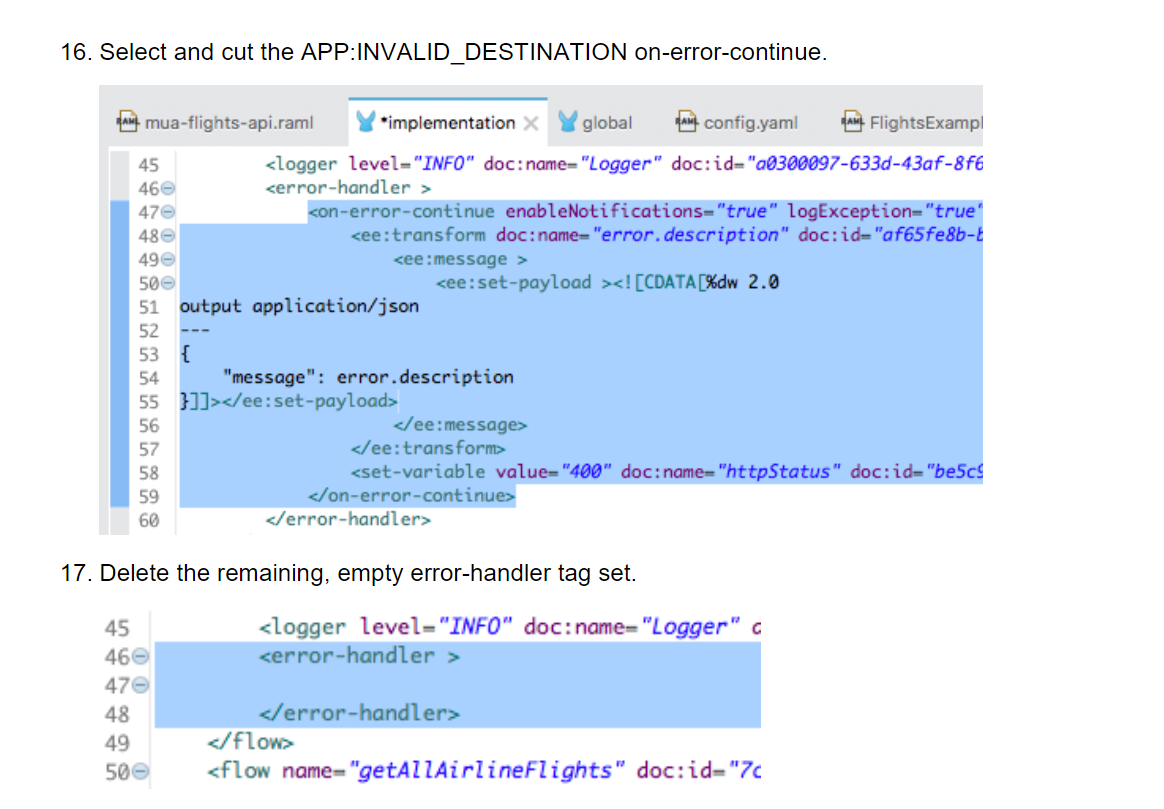 16. Select and cut the APP:INVALID_DESTINATION on-error-continue.
mua-flights-api.raml *implementation global config.yaml FlightsExampl
45 <logger level="INFO" doc:name="Logger" doc:id="a0300097-633d-43af-8f6
46 <error-handler >
47 <on-error-continue enableNotifications="true" logException="true"
48 <ee:transform doc:name="error.description" doc:id="af65fe8b-b
49 <ee:message >
50 <ee:set-payload ><![CDATA[%dw 2.0
51 output application/json
52 ---
53 {
54 "message": error.description
55 }]]></ee:set-payload>
56 </ee:message>
57 </ee:transform>
58 <set-variable value="400" doc:name="httpStatus" doc:id="be5c9
59 </on-error-continue>
60 </error-handler>
17. Delete the remaining, empty error-handler tag set.
45 <logger level="INFO" doc:name="Logger" d
46 <error-handler >
47
48 </error-handler>
49 </flow>
50 <flow name="getAllAirlineFlights" doc:id="7c